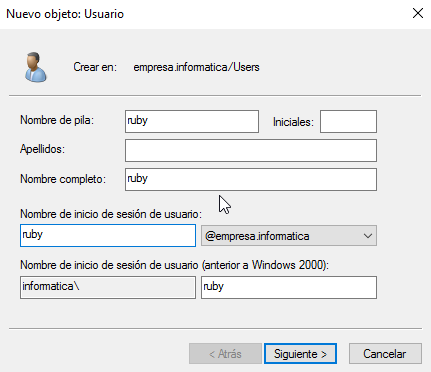 Nuevo objeto: Usuario
Crear en: empresa.informatica/Users
Nombre de pila: ruby Iniciales:
Apellidos:
Nombre completo: ruby
Nombre de inicio de sesión de usuario:
ruby @empresa.informatica
Nombre de inicio de sesión de usuario (anterior a Windows 2000):
informatica\ ruby
< Atrás Siguiente > Cancelar